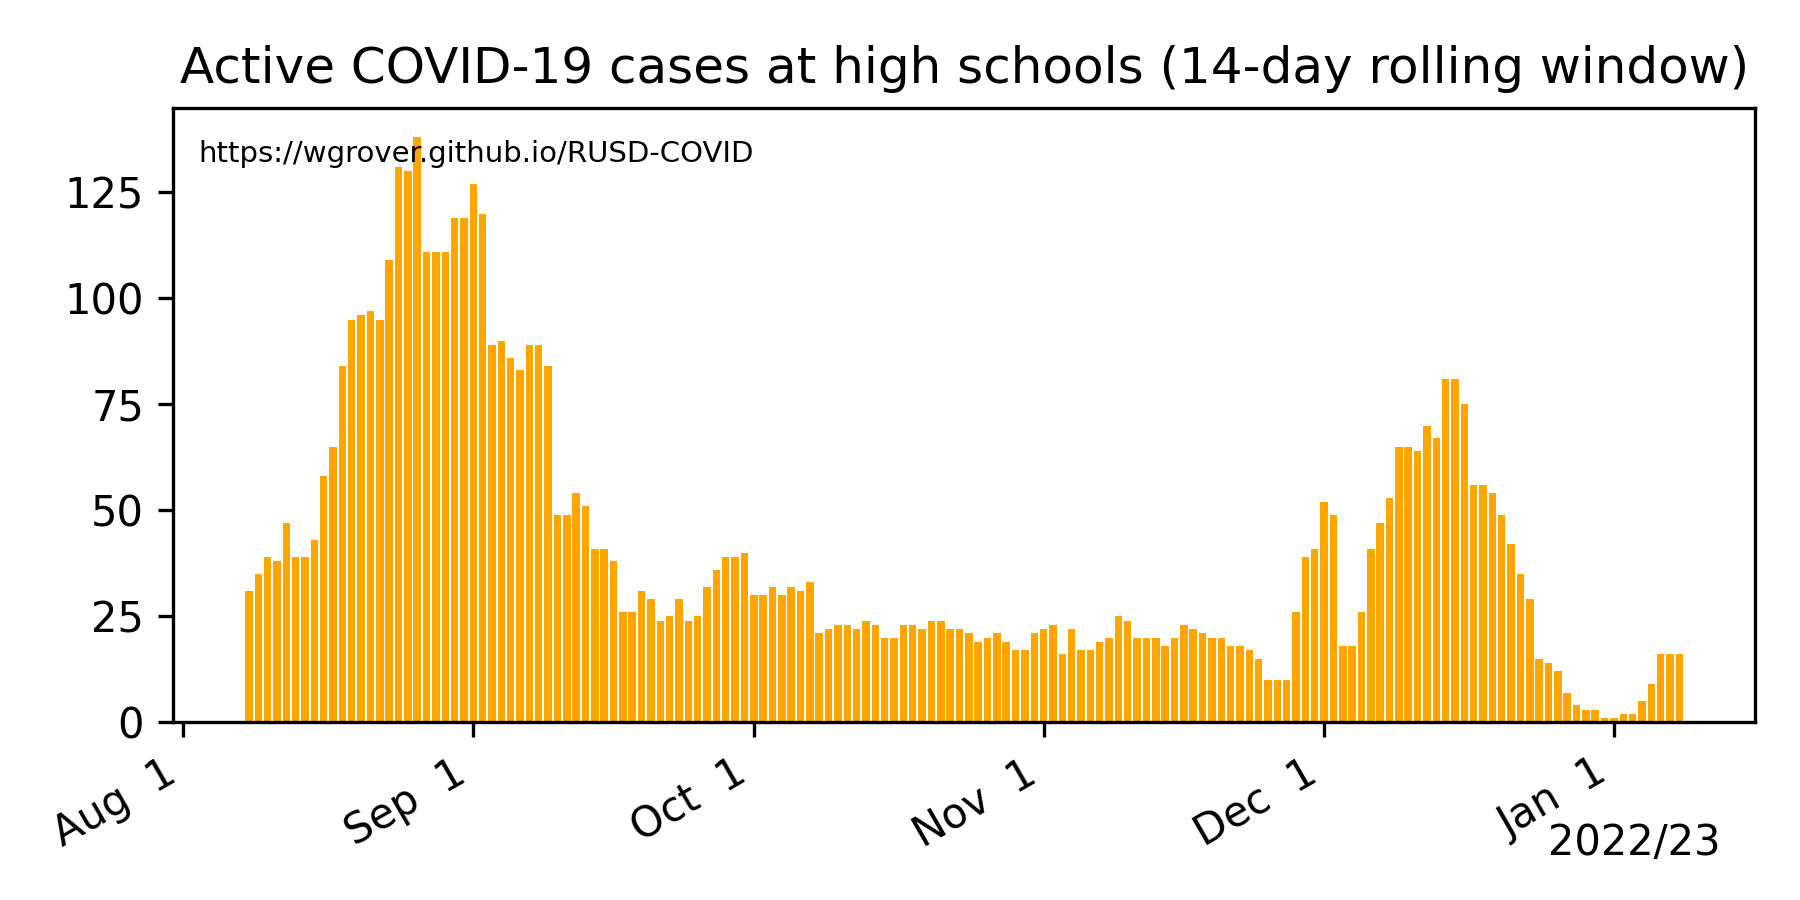 Active COVID-19 cases at high schools (14-day rolling window)
https://wgrover.github.io/RUSD-COVID
125
100
75
50
25
0
Aug 1
Sep 1
Oct 1
Nov 1
Dec 1
Jan 1
2022/23